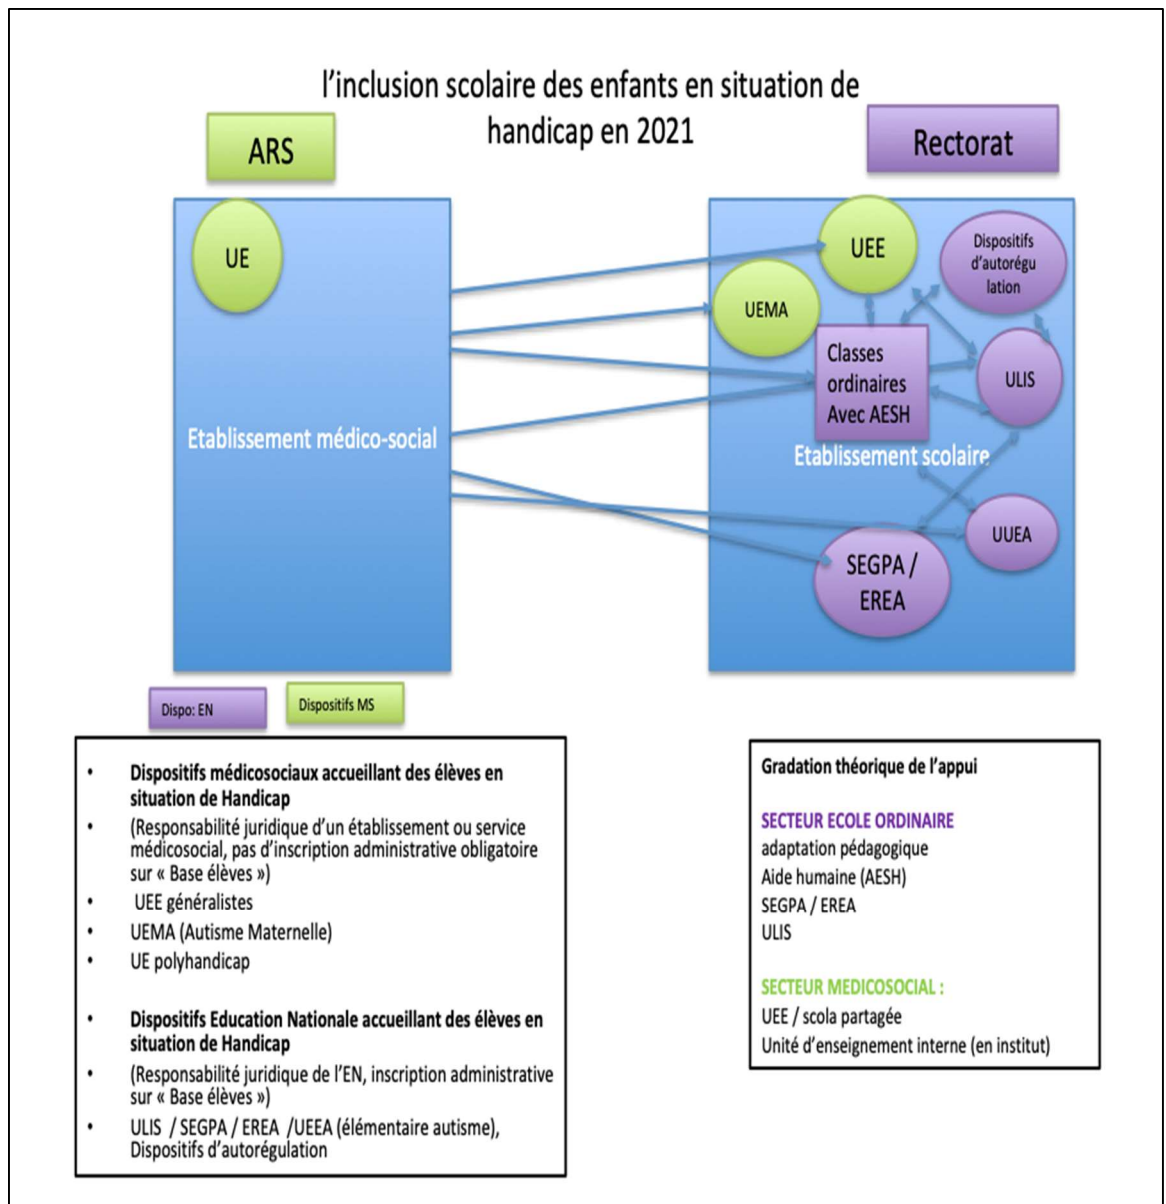 l’inclusion scolaire des enfants en situation de
handicap en 2021
ARS
Rectorat
UE
UEE
Dispositifs
d’autorégu
lation
UEMA
Classes
ordinaires
Avec AESH
ULIS
Etablissement médico-social
Etablissement scolaire
UUEA
SEGPA /
EREA
Dispo: EN
Dispositifs MS
• Dispositifs médicosociaux accueillant des élèves en
situation de Handicap
• (Responsabilité juridique d’un établissement ou service
médicosocial, pas d’inscription administrative obligatoire
sur « Base élèves »)
• UEE généralistes
• UEMA (Autisme Maternelle)
• UE polyhandicap
• Dispositifs Education Nationale accueillant des élèves en
situation de Handicap
• (Responsabilité juridique de l’EN, inscription administrative
sur « Base élèves »)
• ULIS / SEGPA / EREA /UEEA (élémentaire autisme),
Dispositifs d’autorégulation
Gradation théorique de l’appui
SECTEUR ECOLE ORDINAIRE
adaptation pédagogique
Aide humaine (AESH)
SEGPA / EREA
ULIS
SECTEUR MEDICOSOCIAL :
UEE / scola partagée
Unité d’enseignement interne (en institut)